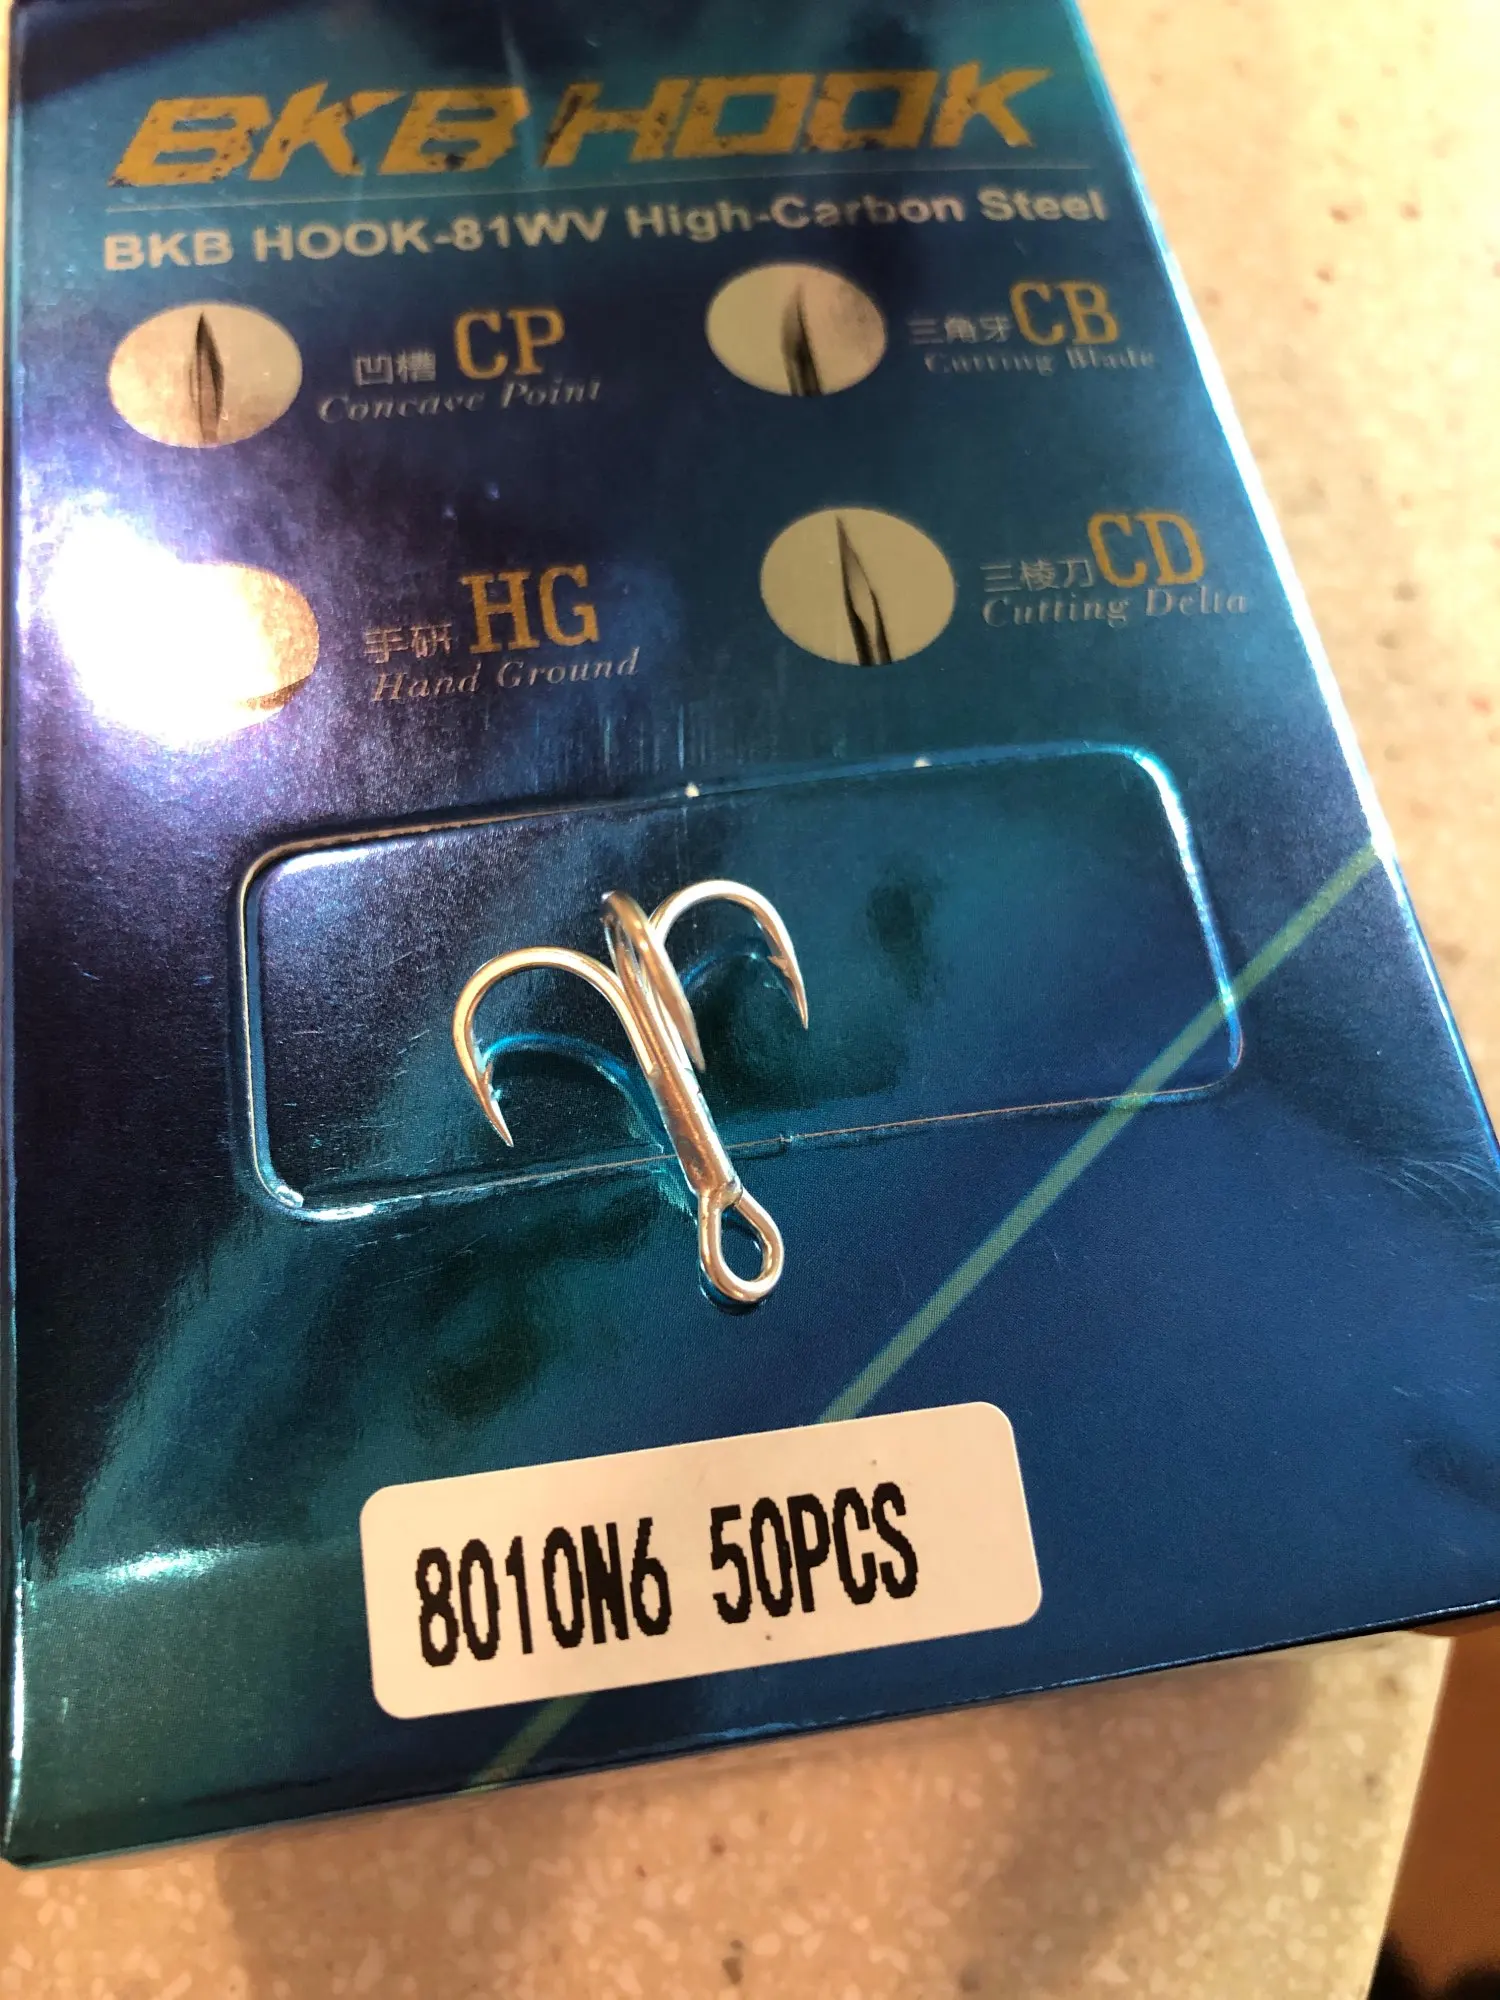 BKB HOOK
BKB HOOK-81WV High-Carbon Steel
凹槽 CP
Concave Point
三角牙 CB
Cutting Blade
手研 HG
Hand Ground
三棱刀 CD
Cutting Delta
8010N6 50PCS